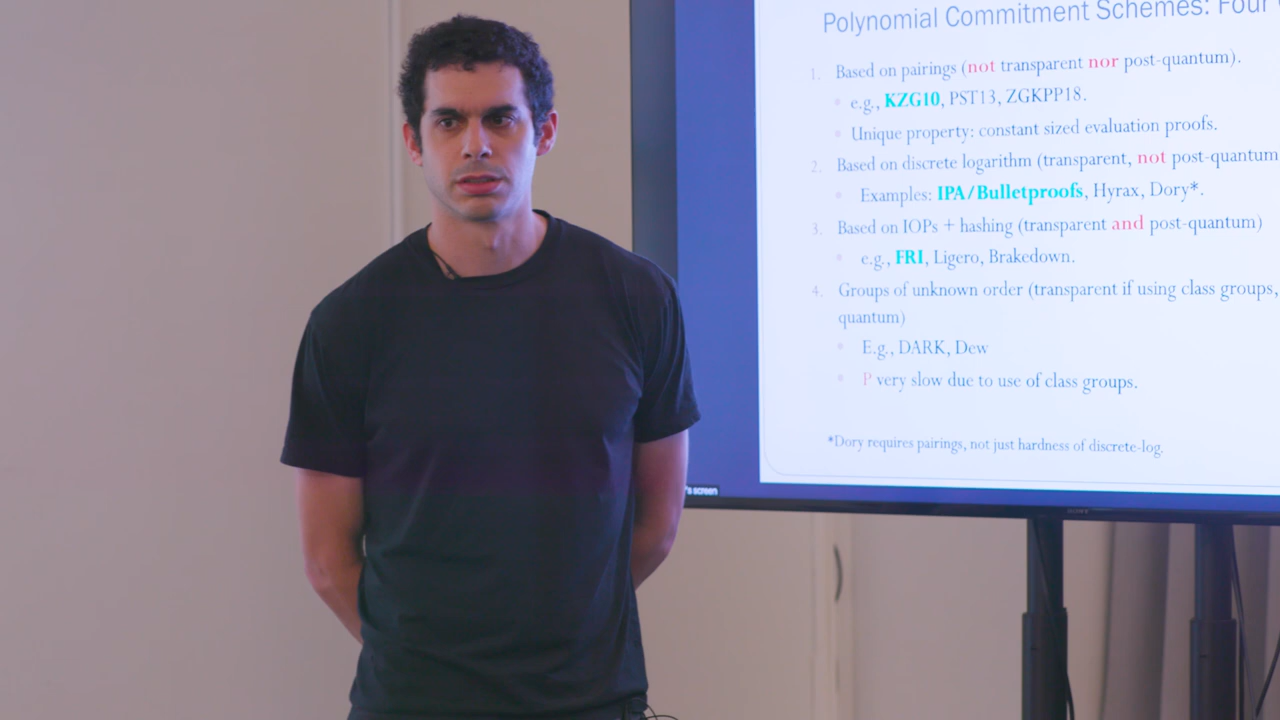 Polynomial Commitment Schemes: Four
1. Based on pairings (not transparent nor post-quantum).
e.g., KZG10, PST13, ZGKPP18.
Unique property: constant sized evaluation proofs.
2. Based on discrete logarithm (transparent, not post-quantum
Examples: IPA/Bulletproofs, Hyrax, Dory*.
3. Based on IOPs + hashing (transparent and post-quantum)
e.g., FRI, Ligero, Brakedown.
4. Groups of unknown order (transparent if using class groups,
quantum)
E.g., DARK, Dew
P very slow due to use of class groups.
*Dory requires pairings, not just hardness of discrete-log.
's screen
SONY